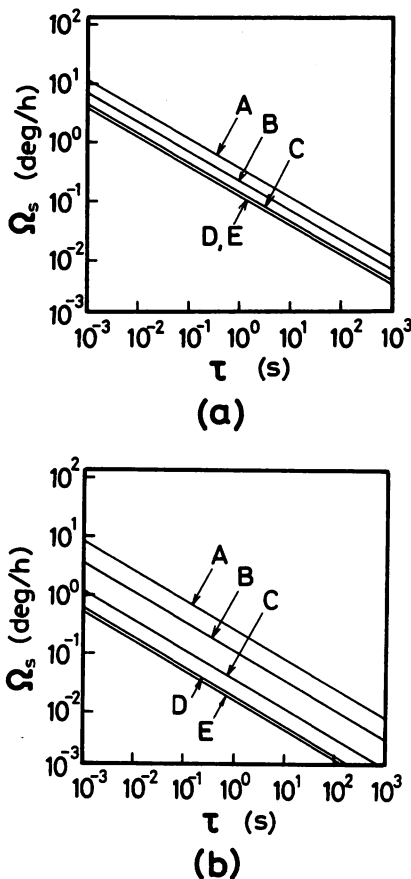 10²
10¹
10⁰
10⁻¹
10⁻²
10⁻³
Ωₛ (deg/h)
A
B
C
D, E
10⁻³ 10⁻² 10⁻¹ 10⁰ 10¹ 10² 10³
τ (s)
(a)
10²
10¹
10⁰
10⁻¹
10⁻²
10⁻³
Ωₛ (deg/h)
A
B
C
D
E
10⁻³ 10⁻² 10⁻¹ 10⁰ 10¹ 10² 10³
τ (s)
(b)